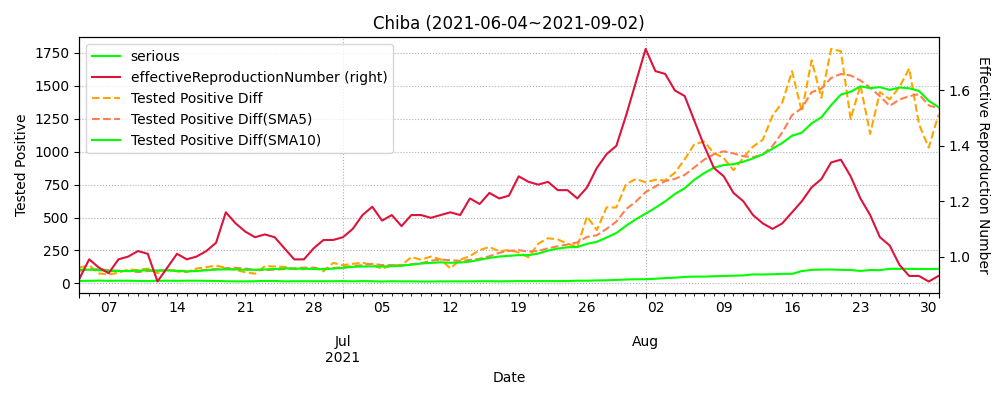 Chiba (2021-06-04~2021-09-02)
serious
effectiveReproductionNumber (right)
Tested Positive Diff
Tested Positive Diff(SMA5)
Tested Positive Diff(SMA10)
Tested Positive
1750
1500
1250
1000
750
500
250
0
Effective Reproduction Number
1.6
1.4
1.2
1.0
07 14 21 28 05 12 19 26 02 09 16 23 30
Jul Aug
2021
Date